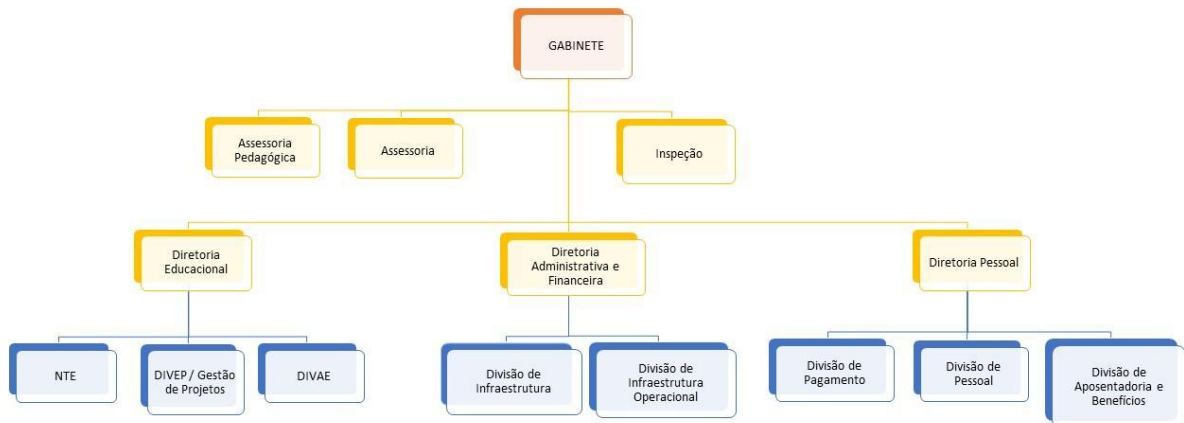 GABINETE
Assessoria
Pedagógica
Assessoria
Inspeção
Diretoria
Educacional
Diretoria
Administrativa e
Financeira
Diretoria Pessoal
NTE
DIVEP / Gestão
de Projetos
DIVAE
Divisão de
Infraestrutura
Divisão de
Infraestrutura
Operacional
Divisão de
Pagamento
Divisão de
Pessoal
Divisão de
Aposentadoria e
Benefícios